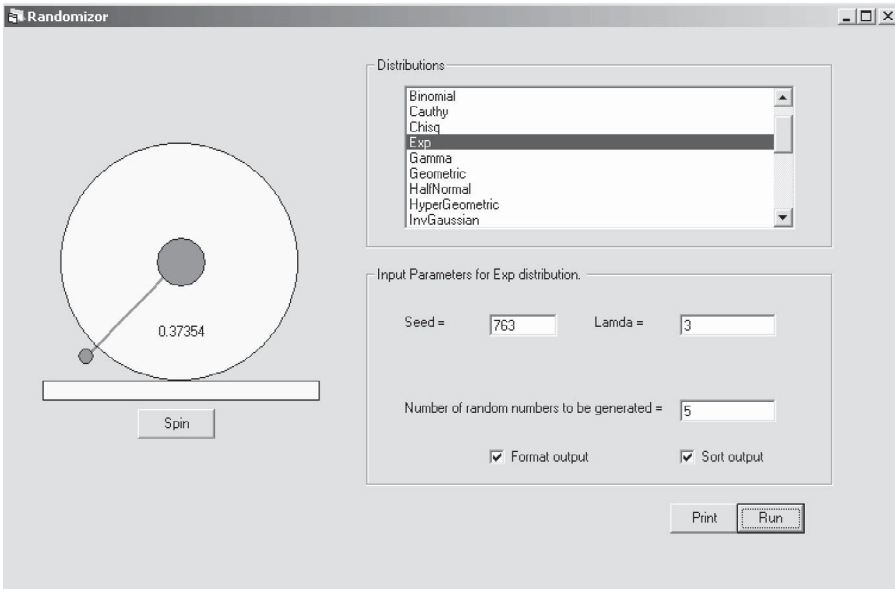 Randomizor
Distributions
Binomial
Cauthy
Chisq
Exp
Gamma
Geometric
HalfNormal
HyperGeometric
InvGaussian
Input Parameters for Exp distribution.
Seed = 763 Lamda = 3
0.37354
Number of random numbers to be generated = 5
Spin
Format output Sort output
Print Run